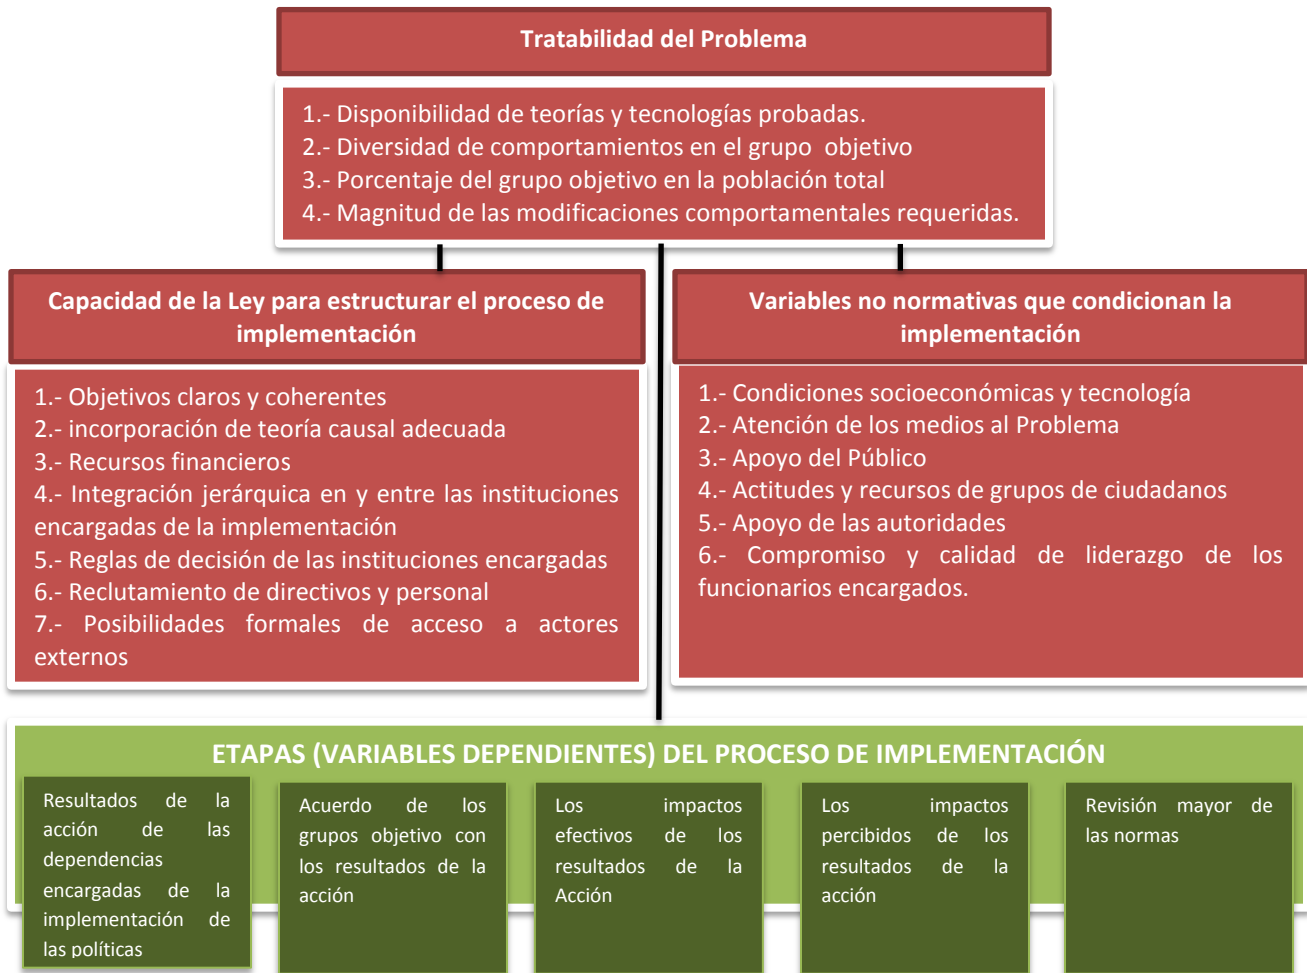 Tratabilidad del Problema
1.- Disponibilidad de teorías y tecnologías probadas.
2.- Diversidad de comportamientos en el grupo objetivo
3.- Porcentaje del grupo objetivo en la población total
4.- Magnitud de las modificaciones comportamentales requeridas.
Capacidad de la Ley para estructurar el proceso de
implementación
1.- Objetivos claros y coherentes
2.- incorporación de teoría causal adecuada
3.- Recursos financieros
4.- Integración jerárquica en y entre las instituciones
encargadas de la implementación
5.- Reglas de decisión de las instituciones encargadas
6.- Reclutamiento de directivos y personal
7.- Posibilidades formales de acceso a actores
externos
Variables no normativas que condicionan la
implementación
1.- Condiciones socioeconómicas y tecnología
2.- Atención de los medios al Problema
3.- Apoyo del Público
4.- Actitudes y recursos de grupos de ciudadanos
5.- Apoyo de las autoridades
6.- Compromiso y calidad de liderazgo de los
funcionarios encargados.
ETAPAS (VARIABLES DEPENDIENTES) DEL PROCESO DE IMPLEMENTACIÓN
Resultados de la
acción de las
dependencias
encargadas de la
implementación de
las políticas
Acuerdo de los
grupos objetivo con
los resultados de la
acción
Los impactos
efectivos de los
resultados de la
Acción
Los impactos
percibidos de los
resultados de la
acción
Revisión mayor de
las normas